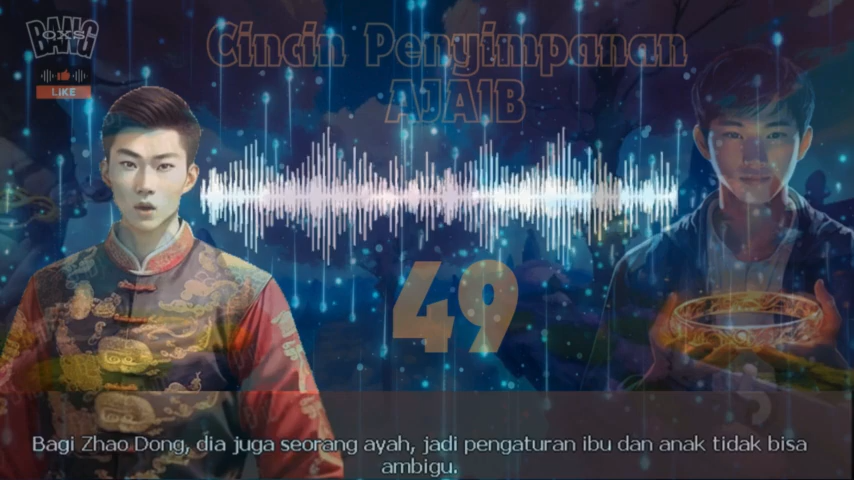 BANG
OXS
LIKE
Cincin Penyimpanan
AJAIB
49
Bagi Zhao Dong, dia juga seorang ayah, jadi pengaturan ibu dan anak tidak bisa
ambigu.